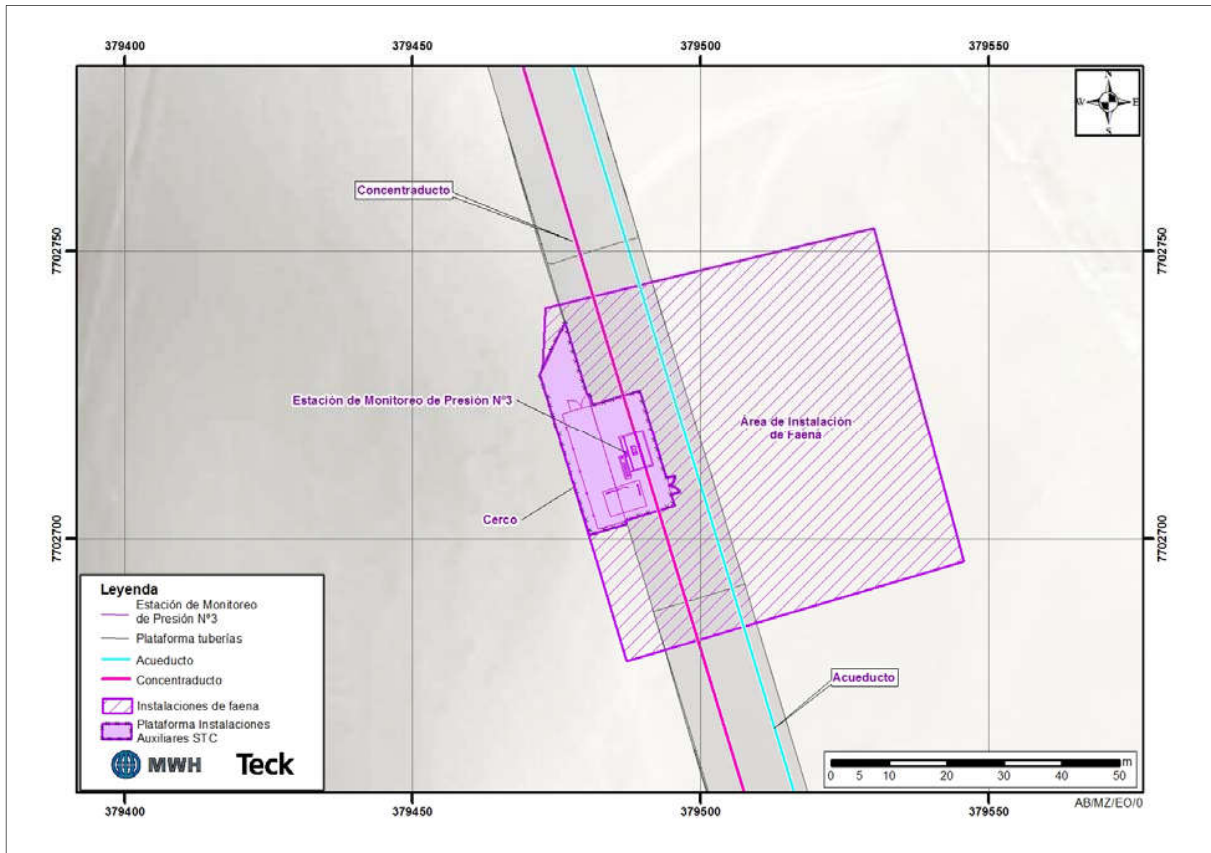 379400 379450 379500 379550
N
W E
S
Concentraducto
7702750 7702750
Estación de Monitoreo de Presión Nº3
Área de Instalación
de Faena
Cerco
7702700 7702700
Leyenda
Estación de Monitoreo
de Presión Nº3
Plataforma tuberías
Acueducto
Concentraducto
Instalaciones de faena
Plataforma Instalaciones
Auxiliares STC
MWH Teck
Acueducto
m
0 5 10 20 30 40 50
AB/MZ/EO/0
379400 379450 379500 379550